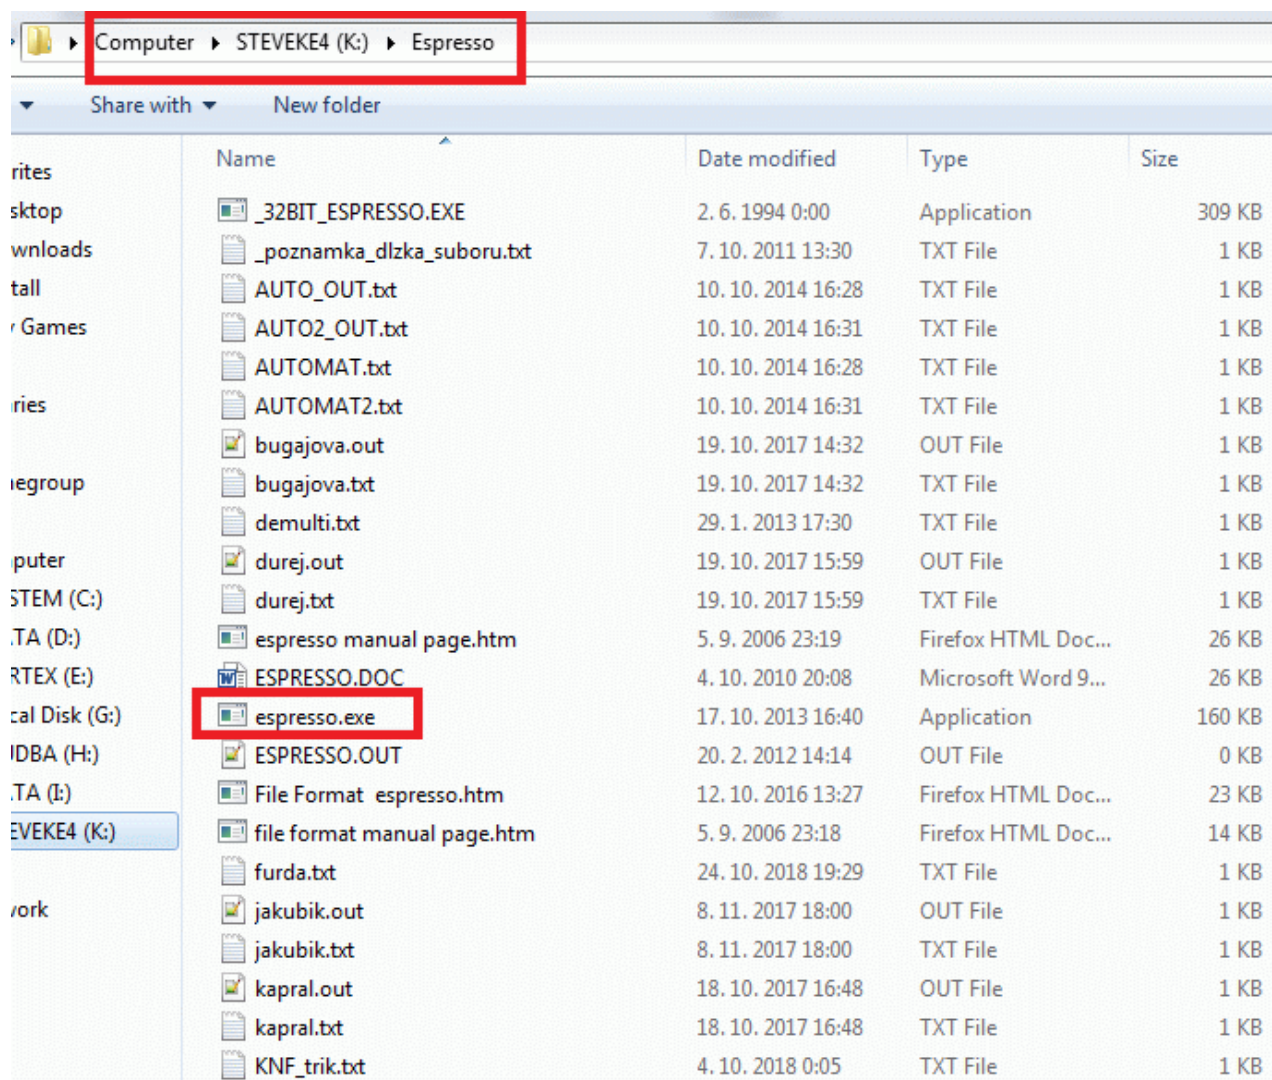 Computer STEVEKE4 (K:) Espresso
Share with New folder
Name Date modified Type Size
rites
sktop
wnloads
tall
Games
ries
egroup
puter
STEM (C:)
TA (D:)
RTEX (E:)
cal Disk (G:)
JDBA (H:)
TA (I:)
EVEKE4 (K:)
work
_32BIT_ESPRESSO.EXE 2. 6. 1994 0:00 Application 309 KB
_poznamka_dlzka_suboru.txt 7. 10. 2011 13:30 TXT File 1 KB
AUTO_OUT.txt 10. 10. 2014 16:28 TXT File 1 KB
AUTO2_OUT.txt 10. 10. 2014 16:31 TXT File 1 KB
AUTOMAT.txt 10. 10. 2014 16:28 TXT File 1 KB
AUTOMAT2.txt 10. 10. 2014 16:31 TXT File 1 KB
bugajova.out 19. 10. 2017 14:32 OUT File 1 KB
bugajova.txt 19. 10. 2017 14:32 TXT File 1 KB
demulti.txt 29. 1. 2013 17:30 TXT File 1 KB
durej.out 19. 10. 2017 15:59 OUT File 1 KB
durej.txt 19. 10. 2017 15:59 TXT File 1 KB
espresso manual page.htm 5. 9. 2006 23:19 Firefox HTML Doc... 26 KB
ESPRESSO.DOC 4. 10. 2010 20:08 Microsoft Word 9... 26 KB
espresso.exe 17. 10. 2013 16:40 Application 160 KB
ESPRESSO.OUT 20. 2. 2012 14:14 OUT File 0 KB
File Format espresso.htm 12. 10. 2016 13:27 Firefox HTML Doc... 23 KB
file format manual page.htm 5. 9. 2006 23:18 Firefox HTML Doc... 14 KB
furda.txt 24. 10. 2018 19:29 TXT File 1 KB
jakubik.out 8. 11. 2017 18:00 OUT File 1 KB
jakubik.txt 8. 11. 2017 18:00 TXT File 1 KB
kapral.out 18. 10. 2017 16:48 OUT File 1 KB
kapral.txt 18. 10. 2017 16:48 TXT File 1 KB
KNF_trik.txt 4. 10. 2018 0:05 TXT File 1 KB